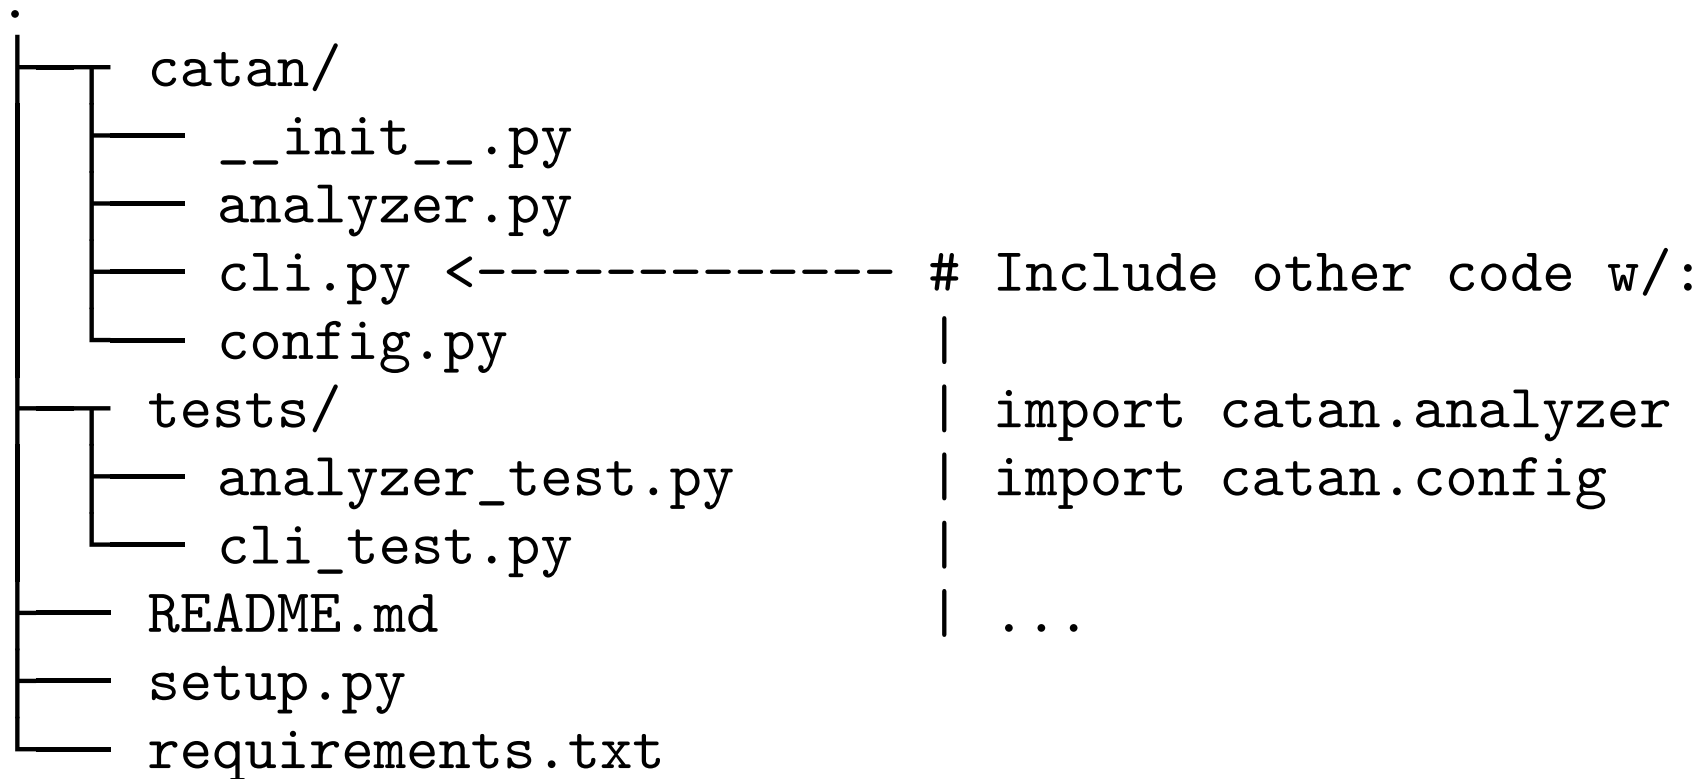 .
catan/
__init__.py
analyzer.py
cli.py <------------- # Include other code w/:
config.py |
tests/ | import catan.analyzer
analyzer_test.py | import catan.config
cli_test.py |
README.md | ...
setup.py
requirements.txt